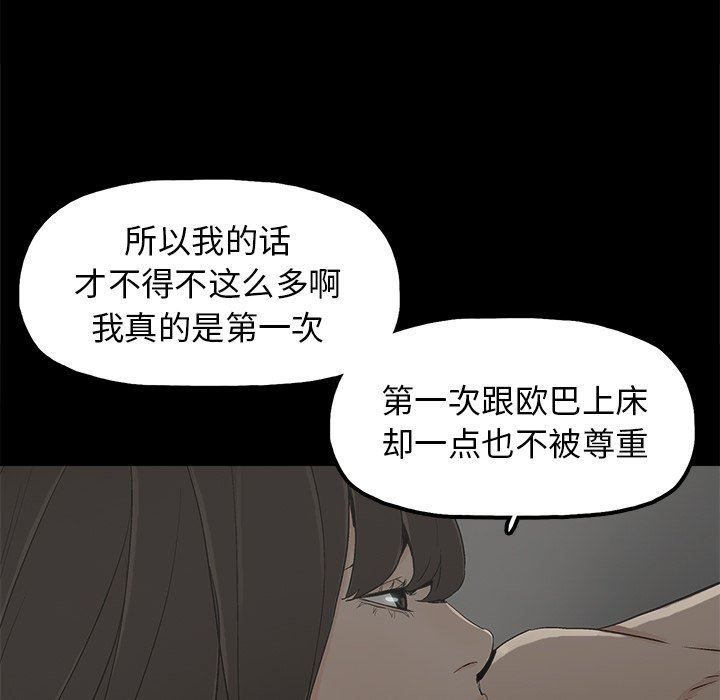 所以我的话
才不得不这么多啊
我真的是第一次
第一次跟欧巴上床
却一点也不被尊重